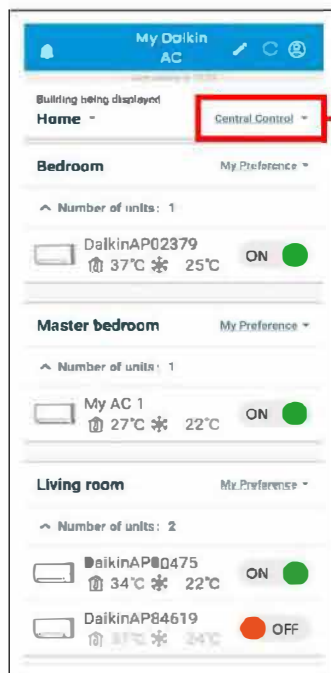 My Daikin
AC
Building being displayed
Home
Central Control
Bedroom
My Preference
Number of units: 1
DaikinAP02379
37°C 25°C
ON
Master bedroom
My Preference
Number of units: 1
My AC 1
27°C 22°C
ON
Living room
My Preference
Number of units: 2
34°C 22°C
ON
DaikinAP84619
OFF